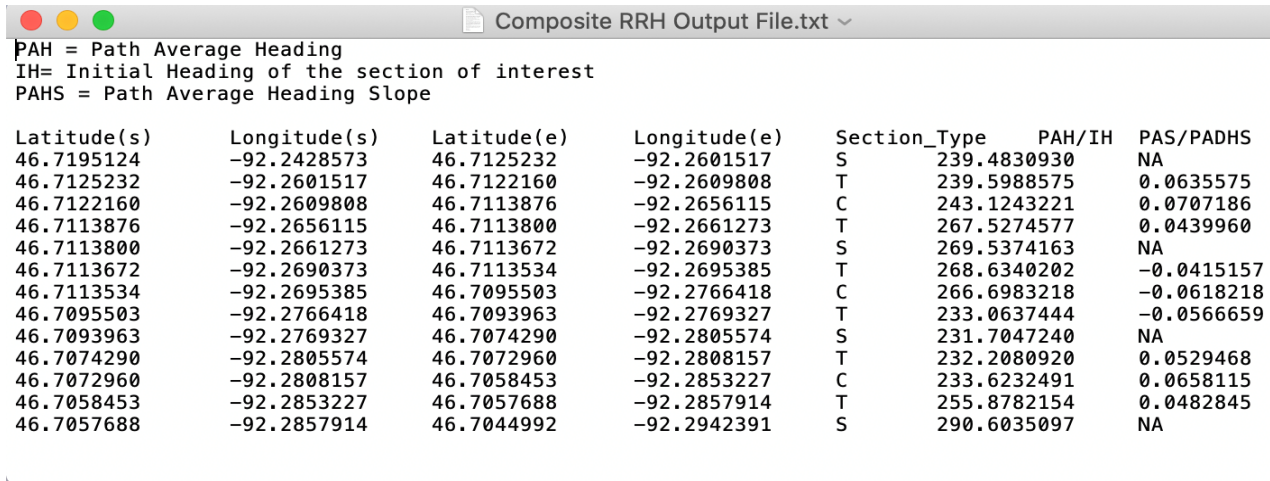 Composite RRH Output File.txt
PAH = Path Average Heading
IH= Initial Heading of the section of interest
PAHS = Path Average Heading Slope
Latitude(s) Longitude(s) Latitude(e) Longitude(e) Section_Type PAH/IH PAS/PADHS
46.7195124 -92.2428573 46.7125232 -92.2601517 S 239.4830930 NA
46.7125232 -92.2601517 46.7122160 -92.2609808 T 239.5988575 0.0635575
46.7122160 -92.2609808 46.7113876 -92.2656115 C 243.1243221 0.0707186
46.7113876 -92.2656115 46.7113800 -92.2661273 T 267.5274577 0.0439960
46.7113800 -92.2661273 46.7113672 -92.2690373 S 269.5374163 NA
46.7113672 -92.2690373 46.7113534 -92.2695385 T 268.6340202 -0.0415157
46.7113534 -92.2695385 46.7095503 -92.2766418 C 266.6983218 -0.0618218
46.7095503 -92.2766418 46.7093963 -92.2769327 T 233.0637444 -0.0566659
46.7093963 -92.2769327 46.7074290 -92.2805574 S 231.7047240 NA
46.7074290 -92.2805574 46.7072960 -92.2808157 T 232.2080920 0.0529468
46.7072960 -92.2808157 46.7058453 -92.2853227 C 233.6232491 0.0658115
46.7058453 -92.2853227 46.7057688 -92.2857914 T 255.8782154 0.0482845
46.7057688 -92.2857914 46.7044992 -92.2942391 S 290.6035097 NA